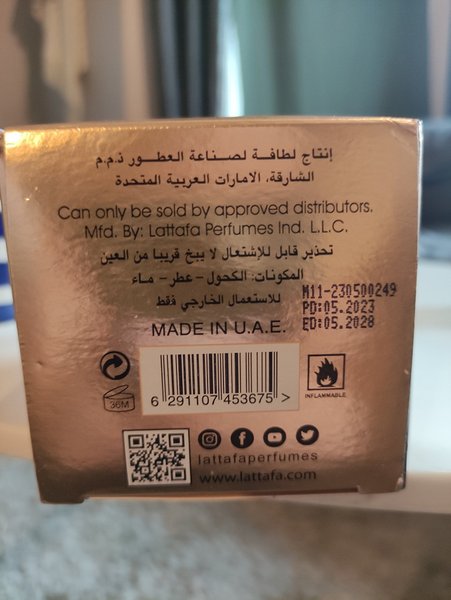 إنتاج لطافة لصناعة العطور ذ.م.م
الشارقة، الامارات العربية المتحدة
Can only be sold by approved distributors.
Mfd. By: Lattafa Perfumes Ind. L.L.C.
تحذير قابل للإشتعال لا يبخ قريبا من العين
المكونات: الكحول - عطر - ماء
للاستعمال الخارجي فقط
M11-230500249
PD:05.2023
ED:05.2028
MADE IN U.A.E.
36M
6 291107 453675 >
INFLAMMABLE
lattafaperfumes
www.lattafa.com